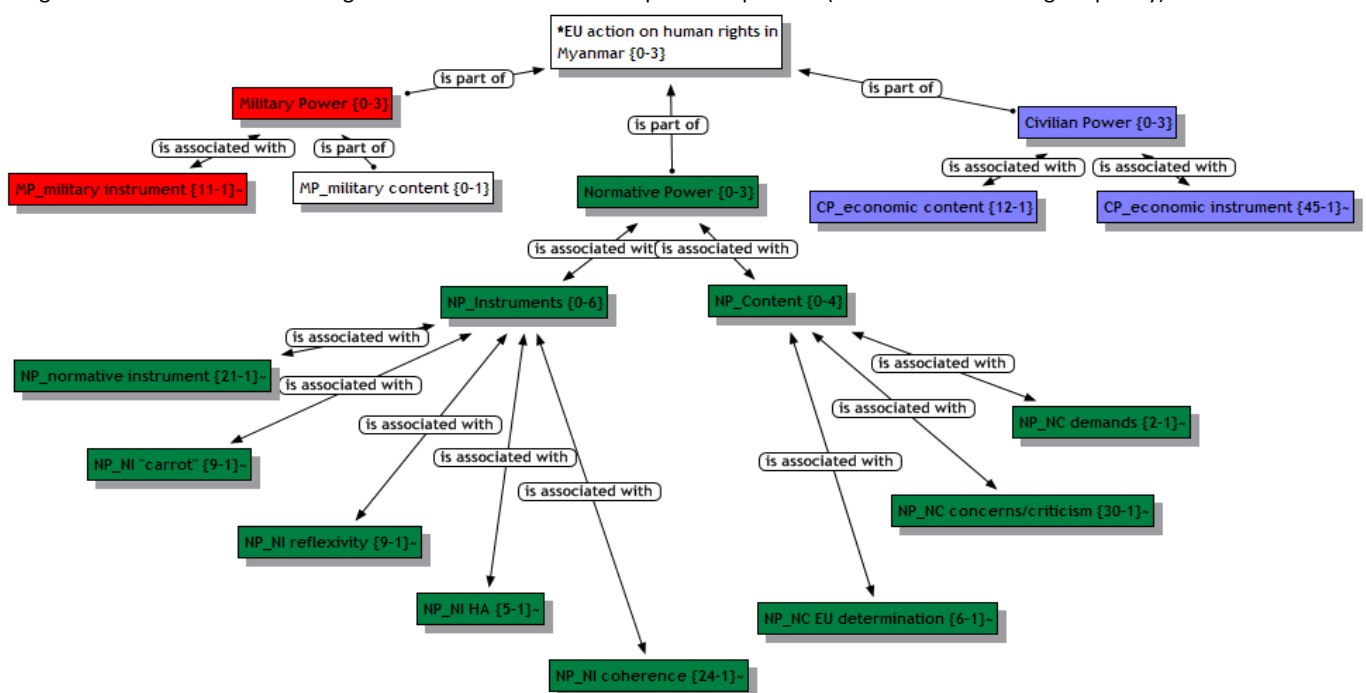 *EU action on human rights in
Myanmar {0-3}
is part of
is part of
is part of
Military Power {0-3}
Civilian Power {0-3}
is associated with
is part of
is associated with
is associated with
MP_military instrument {11-1}~
MP_military content {0-1}
Normative Power {0-3}
CP_economic content {12-1}
CP_economic instrument {45-1}~
is associated with
is associated with
NP_Instruments {0-6}
NP_Content {0-4}
is associated with
NP_normative instrument {21-1}~
is associated with
is associated with
is associated with
is associated with
is associated with
is associated with
is associated with
NP_NC demands {2-1}~
NP_NI "carrot" {9-1}~
NP_NC concerns/criticism {30-1}~
NP_NI reflexivity {9-1}~
NP_NI HA {5-1}~
NP_NC EU determination {6-1}~
NP_NI coherence {24-1}~